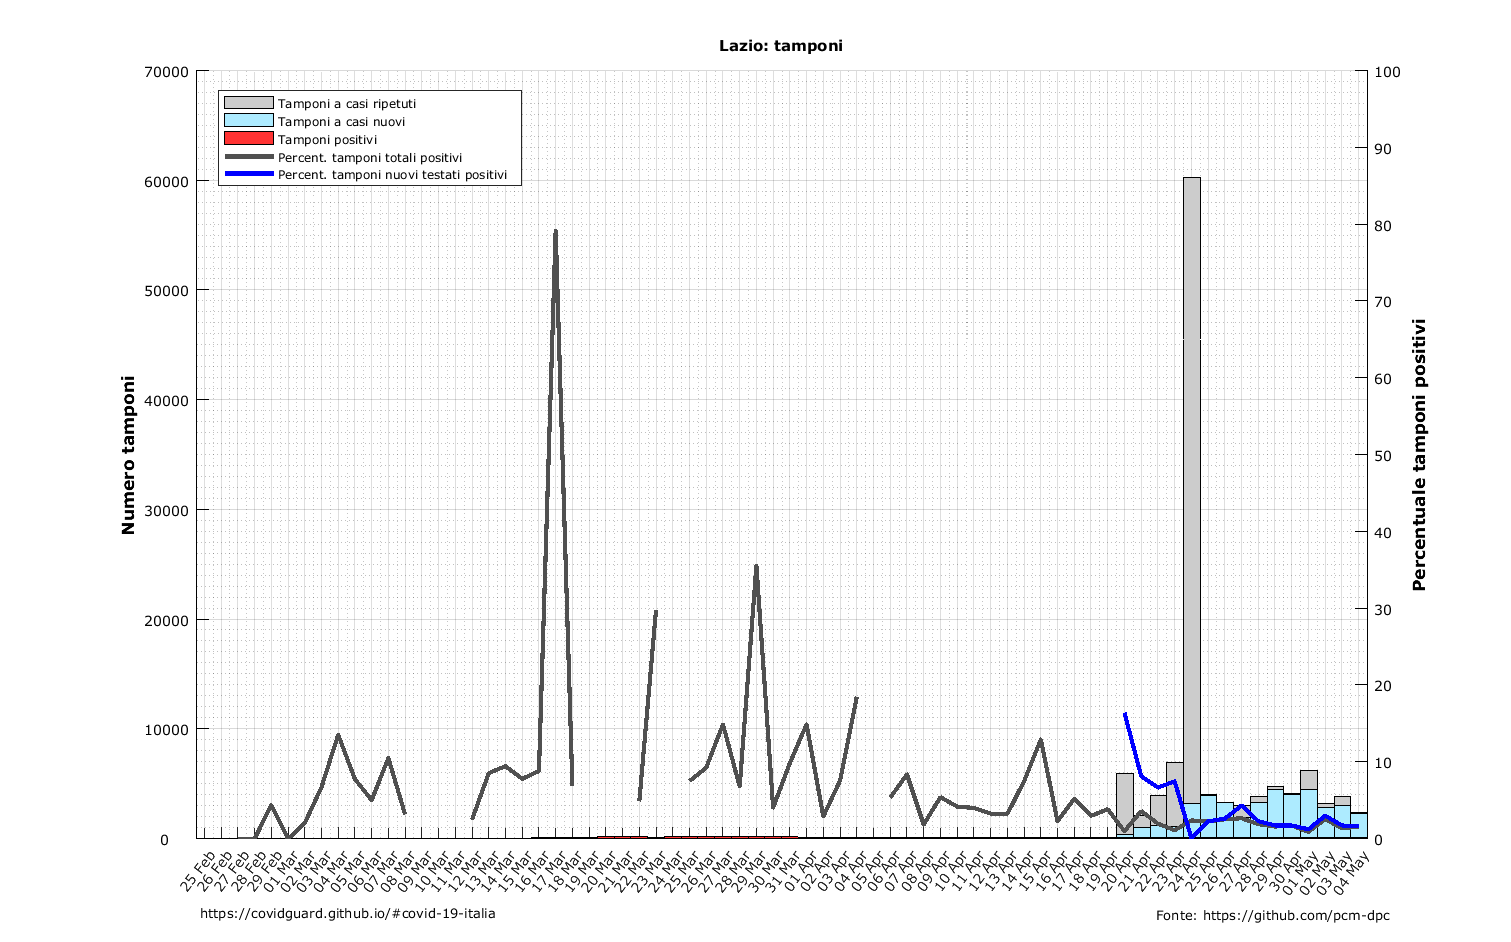 Lazio: tamponi
70000
60000
50000
40000
30000
20000
10000
0
Numero tamponi
Tamponi a casi ripetuti
Tamponi a casi nuovi
Tamponi positivi
Percent. tamponi totali positivi
Percent. tamponi nuovi testati positivi
100
90
80
70
60
50
40
30
20
10
0
Percentuale tamponi positivi
25 Feb
26 Feb
27 Feb
28 Feb
29 Feb
01 Mar
02 Mar
03 Mar
04 Mar
05 Mar
06 Mar
07 Mar
08 Mar
09 Mar
10 Mar
11 Mar
12 Mar
13 Mar
14 Mar
15 Mar
16 Mar
17 Mar
18 Mar
19 Mar
20 Mar
21 Mar
22 Mar
23 Mar
24 Mar
25 Mar
26 Mar
27 Mar
28 Mar
29 Mar
30 Mar
31 Mar
01 Apr
02 Apr
03 Apr
04 Apr
05 Apr
06 Apr
07 Apr
08 Apr
09 Apr
10 Apr
11 Apr
12 Apr
13 Apr
14 Apr
15 Apr
16 Apr
17 Apr
18 Apr
19 Apr
20 Apr
21 Apr
22 Apr
23 Apr
24 Apr
25 Apr
26 Apr
27 Apr
28 Apr
29 Apr
30 Apr
01 May
02 May
03 May
04 May
https://covidguard.github.io/#covid-19-italia
Fonte: https://github.com/pcm-dpc